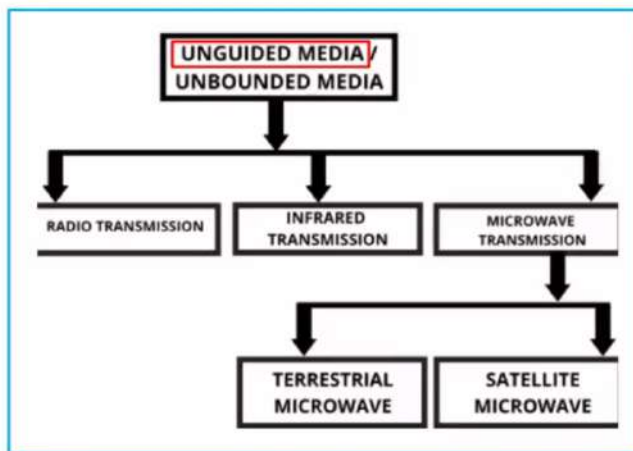 UNGUIDED MEDIA/
UNBOUNDED MEDIA
RADIO TRANSMISSION
INFRARED
TRANSMISSION
MICROWAVE
TRANSMISSION
TERRESTRIAL
MICROWAVE
SATELLITE
MICROWAVE